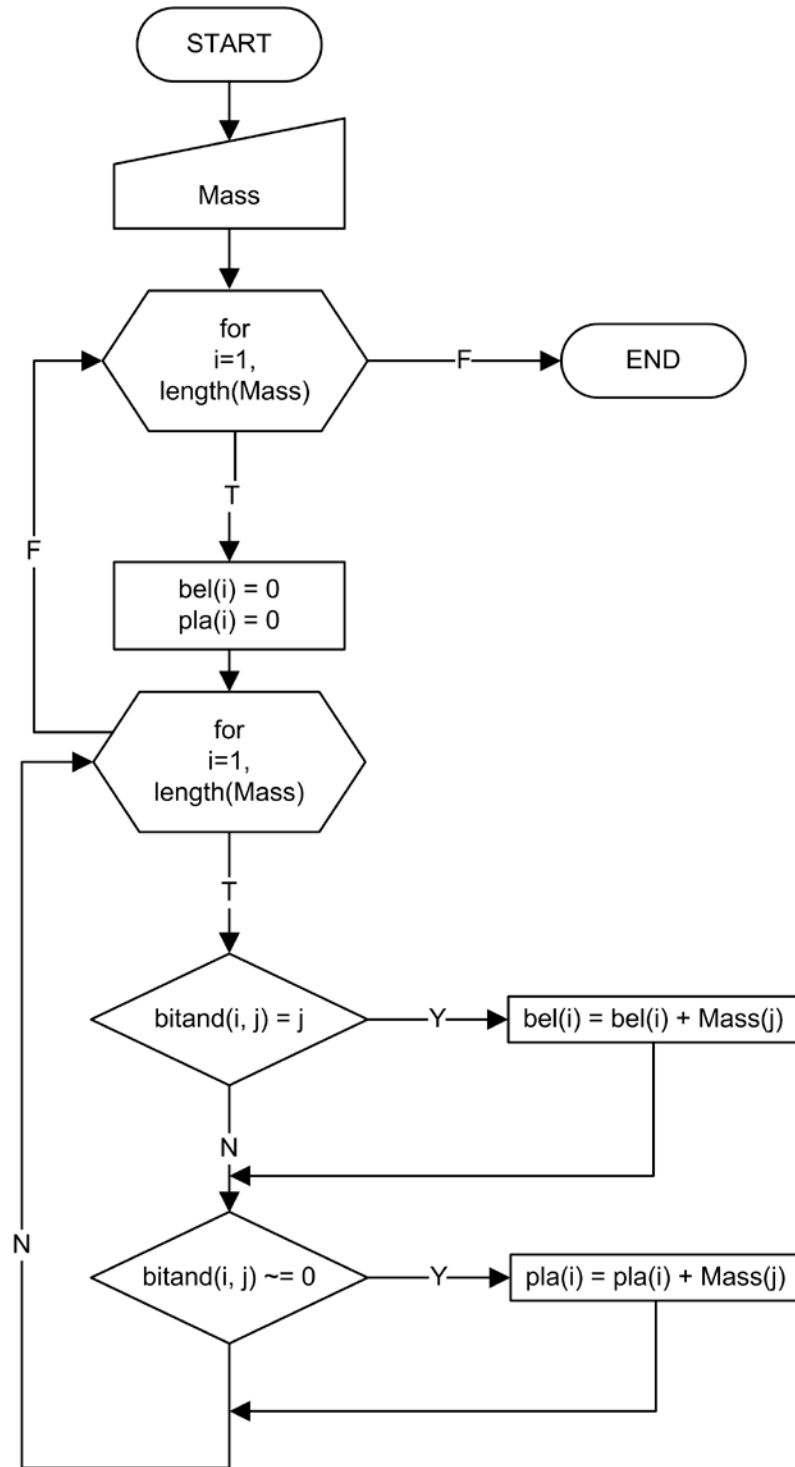 START
Mass
for
i=1,
length(Mass)
F
END
T
F
bel(i) = 0
pla(i) = 0
for
i=1,
length(Mass)
T
bitand(i, j) = j
Y
bel(i) = bel(i) + Mass(j)
N
N
bitand(i, j) ~= 0
Y
pla(i) = pla(i) + Mass(j)